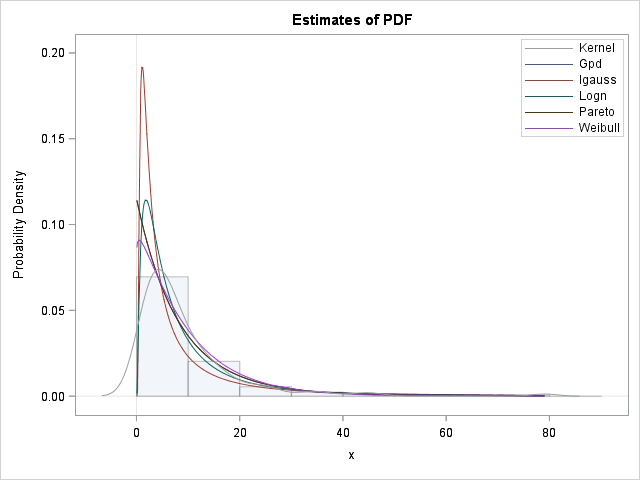 Estimates of PDF
Kernel
Gpd
Igauss
Logn
Pareto
Weibull
0.20
0.15
0.10
0.05
0.00
Probability Density
0 20 40 60 80
x